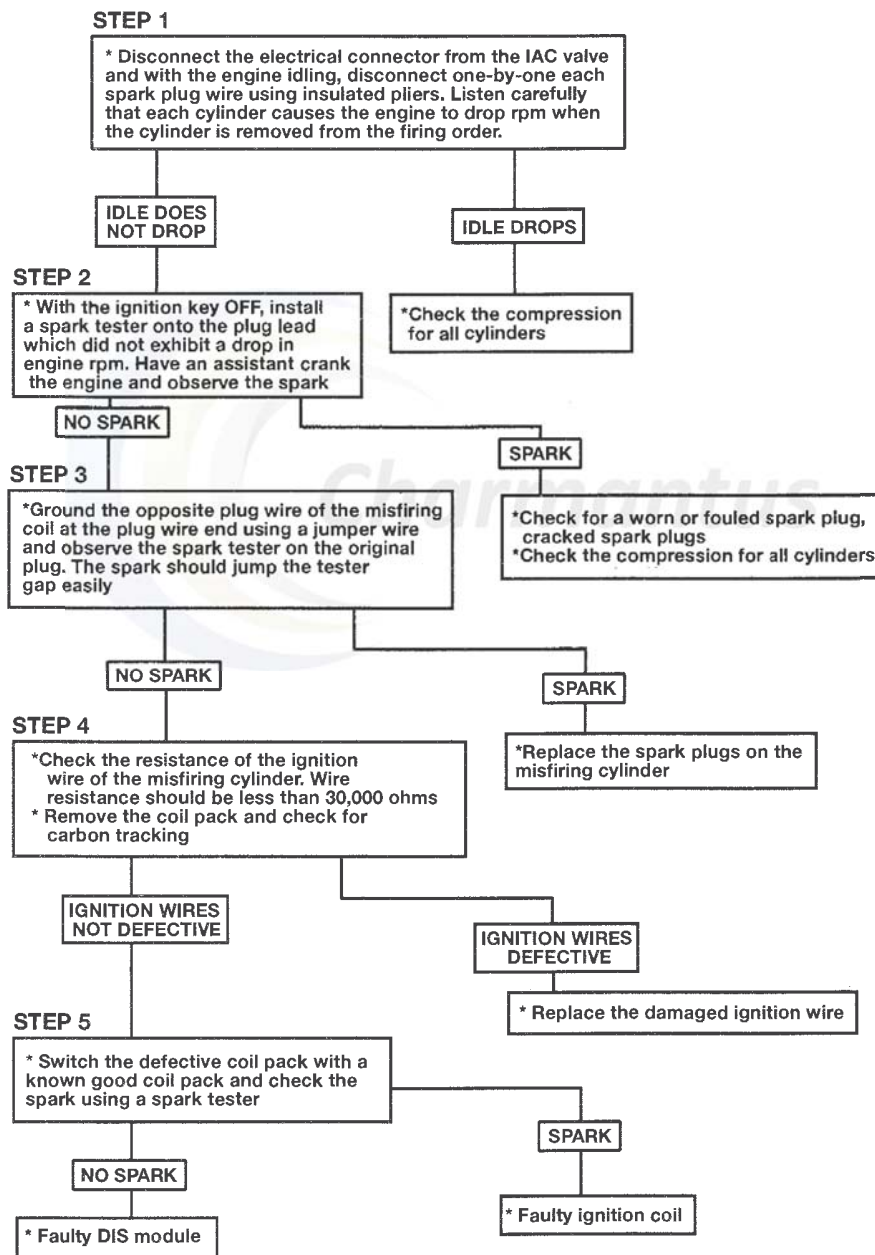 STEP 1
* Disconnect the electrical connector from the IAC valve
and with the engine idling, disconnect one-by-one each
spark plug wire using insulated pliers. Listen carefully
that each cylinder causes the engine to drop rpm when
the cylinder is removed from the firing order.
IDLE DOES
NOT DROP
IDLE DROPS
STEP 2
* With the ignition key OFF, install
a spark tester onto the plug lead
which did not exhibit a drop in
engine rpm. Have an assistant crank
the engine and observe the spark
*Check the compression
for all cylinders
NO SPARK
SPARK
STEP 3
*Ground the opposite plug wire of the misfiring
coil at the plug wire end using a jumper wire
and observe the spark tester on the original
plug. The spark should jump the tester
gap easily
Charmantus
*Check for a worn or fouled spark plug,
cracked spark plugs
*Check the compression for all cylinders
NO SPARK
SPARK
STEP 4
*Check the resistance of the ignition
wire of the misfiring cylinder. Wire
resistance should be less than 30,000 ohms
* Remove the coil pack and check for
carbon tracking
*Replace the spark plugs on the
misfiring cylinder
IGNITION WIRES
NOT DEFECTIVE
IGNITION WIRES
DEFECTIVE
* Replace the damaged ignition wire
STEP 5
* Switch the defective coil pack with a
known good coil pack and check the
spark using a spark tester
NO SPARK
SPARK
* Faulty DIS module
* Faulty ignition coil